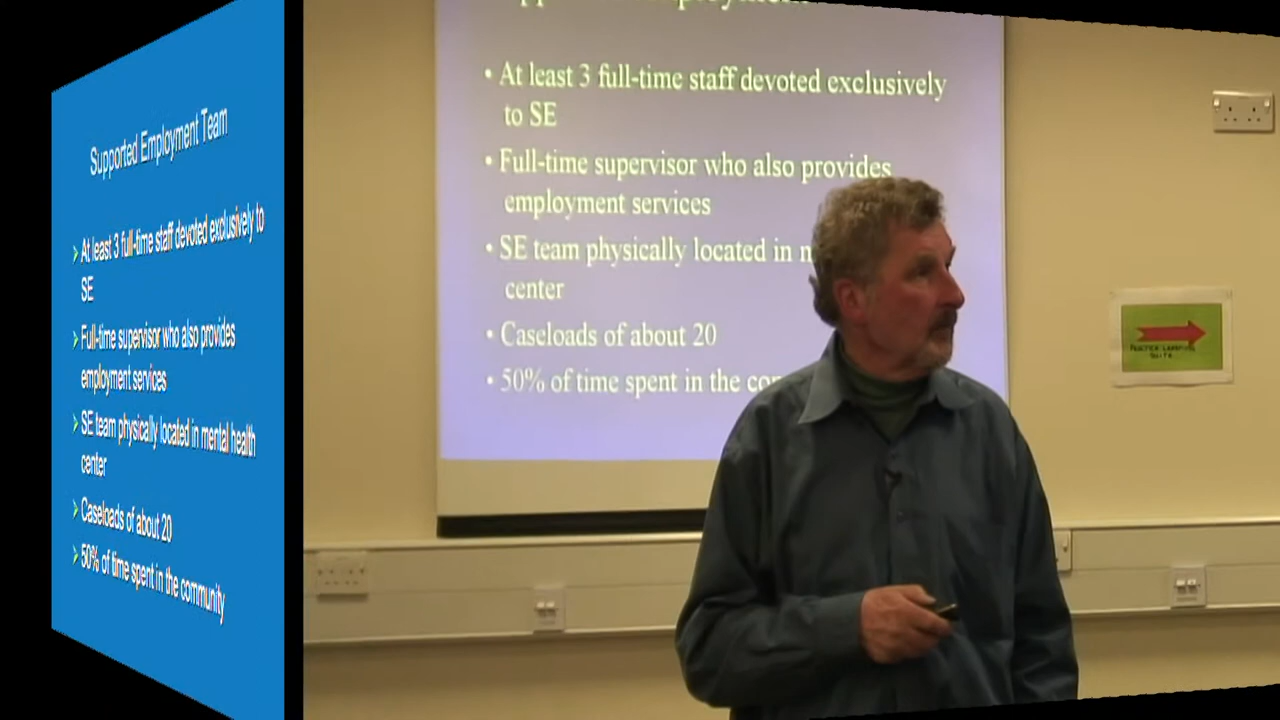 Supported Employment Team
At least 3 full-time staff devoted exclusively to
SE
Full-time supervisor who also provides
employment services
SE team physically located in mental health
center
Caseloads of about 20
50% of time spent in the community
• At least 3 full-time staff devoted exclusively
to SE
• Full-time supervisor who also provides
employment services
• SE team physically located in
center
• Caseloads of about 20
• 50% of time spent in the